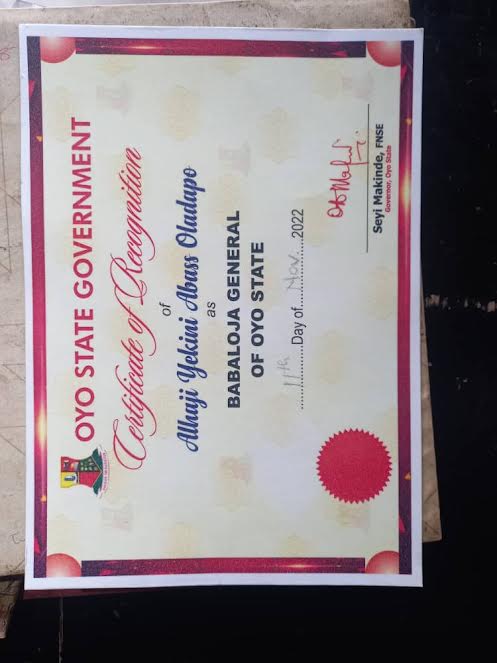 OYO STATE GOVERNMENT
Certificate of Recognition
of
Alhaji Yekini Abass Oladapo
as
BABALOJA GENERAL
OF OYO STATE
11th Day of Nov. 2022
Seyi Makinde, FNSE
Governor, Oyo State